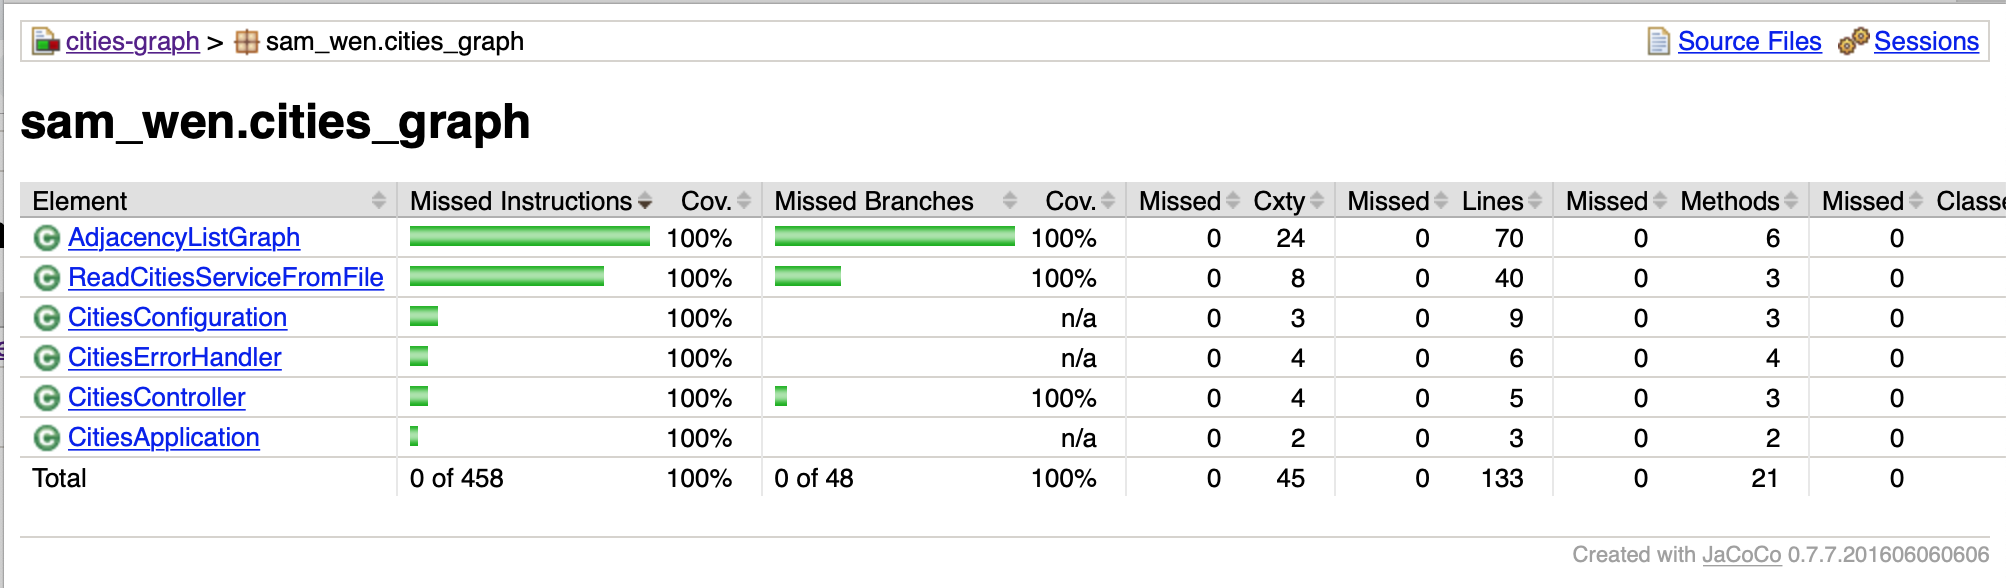 cities-graph > sam_wen.cities_graph Source Files Sessions
sam_wen.cities_graph
Element Missed Instructions Cov. Missed Branches Cov. Missed Cxty Missed Lines Missed Methods Missed Classe
AdjacencyListGraph 100% 100% 0 24 0 70 0 6 0
ReadCitiesServiceFromFile 100% 100% 0 8 0 40 0 3 0
CitiesConfiguration 100% n/a 0 3 0 9 0 3 0
CitiesErrorHandler 100% n/a 0 4 0 6 0 4 0
CitiesController 100% 100% 0 4 0 5 0 3 0
CitiesApplication 100% n/a 0 2 0 3 0 2 0
Total 0 of 458 100% 0 of 48 100% 0 45 0 133 0 21 0
Created with JaCoCo 0.7.7.201606060606